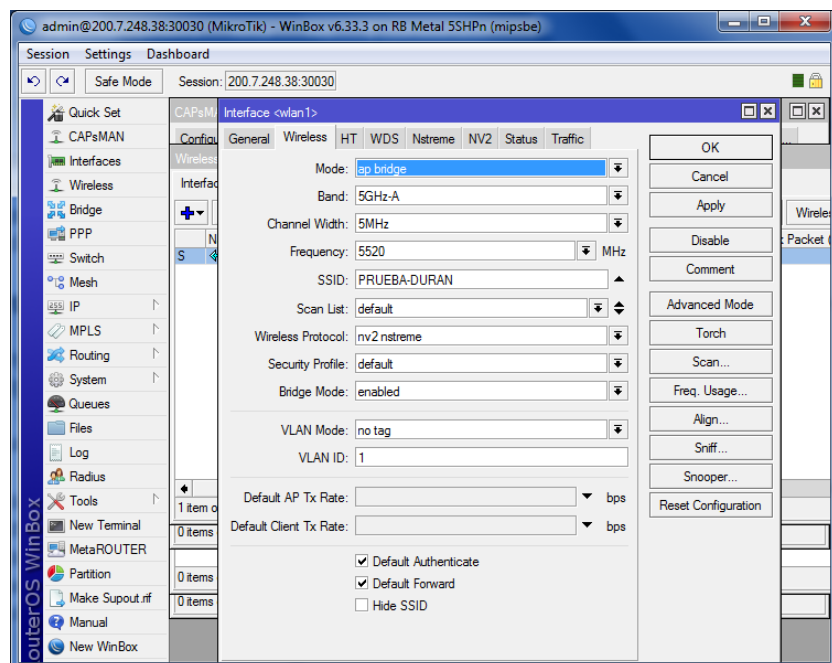 admin@200.7.248.38:30030 (MikroTik) - WinBox v6.33.3 on RB Metal 5SHPn (mipsbe)
Session Settings Dashboard
Safe Mode Session: 200.7.248.38:30030
Quick Set
CAPsMAN
Interfaces
Wireless
Bridge
PPP
Switch
Mesh
IP
MPLS
Routing
System
Queues
Files
Log
Radius
Tools
New Terminal
MetaROUTER
Partition
Make Supout.rif
Manual
New WinBox
RouterOS WinBox
Interface <wlan1>
General Wireless HT WDS Nstreme NV2 Status Traffic
Mode: ap bridge
Band: 5GHz-A
Channel Width: 5MHz
Frequency: 5520 MHz
SSID: PRUEBA-DURAN
Scan List: default
Wireless Protocol: nv2 nstreme
Security Profile: default
Bridge Mode: enabled
VLAN Mode: no tag
VLAN ID: 1
Default AP Tx Rate: bps
Default Client Tx Rate: bps
Default Authenticate
Default Forward
Hide SSID
OK
Cancel
Apply
Disable
Comment
Advanced Mode
Torch
Scan...
Freq. Usage...
Align...
Sniff...
Snooper...
Reset Configuration
S
1 item o
0 items
0 items
0 items
Packet (